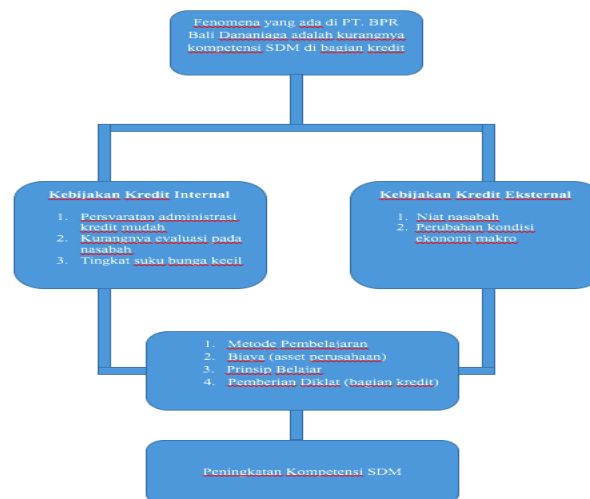 Fenomena yang ada di PT. BPR
Bali Dananiaga adalah kurangnya
kompetensi SDM di bagian kredit
Kebijakan Kredit Internal
1. Persyaratan administrasi
kredit mudah
2. Kurangnya evaluasi pada
nasabah
3. Tingkat suku bunga kecil
Kebijakan Kredit Eksternal
1. Niat nasabah
2. Perubahan kondisi
ekonomi makro
1. Metode Pembelajaran
2. Biaya (asset perusahaan)
3. Prinsip Belajar
4. Pemberian Diklat (bagian kredit)
Peningkatan Kompetensi SDM